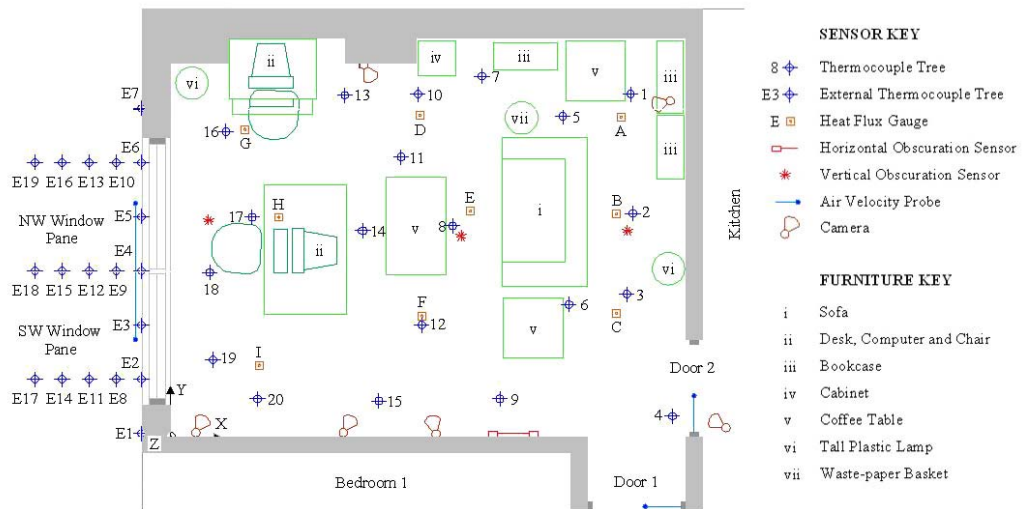 SENSOR KEY
8 Thermocouple Tree
E3 External Thermocouple Tree
E Heat Flux Gauge
Horizontal Obscuration Sensor
Vertical Obscuration Sensor
Air Velocity Probe
Camera
FURNITURE KEY
i Sofa
ii Desk, Computer and Chair
iii Bookcase
iv Cabinet
v Coffee Table
vi Tall Plastic Lamp
vii Waste-paper Basket
ii
iv
iii
v
iii
vi
7
E7
13
10
1
D
vii
5
A
16
G
E6
11
iii
E19 E16 E13 E10
NW Window
Pane
E5
17
H
E
B
2
Kitchen
8
i
14
v
E4
ii
vi
E18 E15 E12 E9
18
3
F
6
C
SW Window
Pane
E3
12
v
E2
19
I
Door 2
E17 E14 E11 E8
Y
20
15
9
4
X
E1
Z
Bedroom 1
Door 1